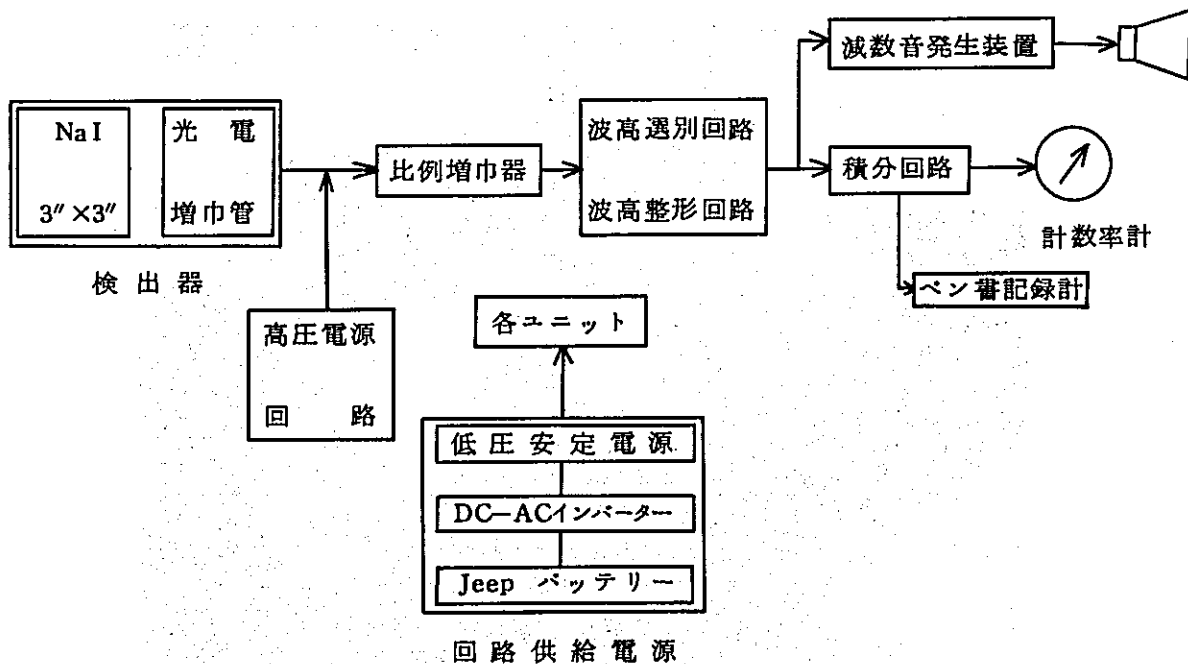 減数音発生装置
NaI
3″×3″
光電
増巾管
検出器
比例増巾器
波高選別回路
波高整形回路
積分回路
計数率計
ペン書記録計
高圧電源
回路
各ユニット
低圧安定電源
DC−ACインバーター
Jeep バッテリー
回路供給電源